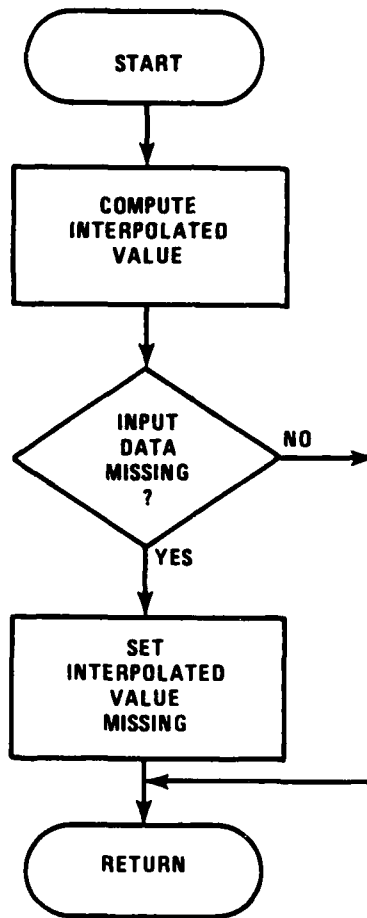 START
COMPUTE
INTERPOLATED
VALUE
INPUT
DATA
MISSING
?
NO
YES
SET
INTERPOLATED
VALUE
MISSING
RETURN